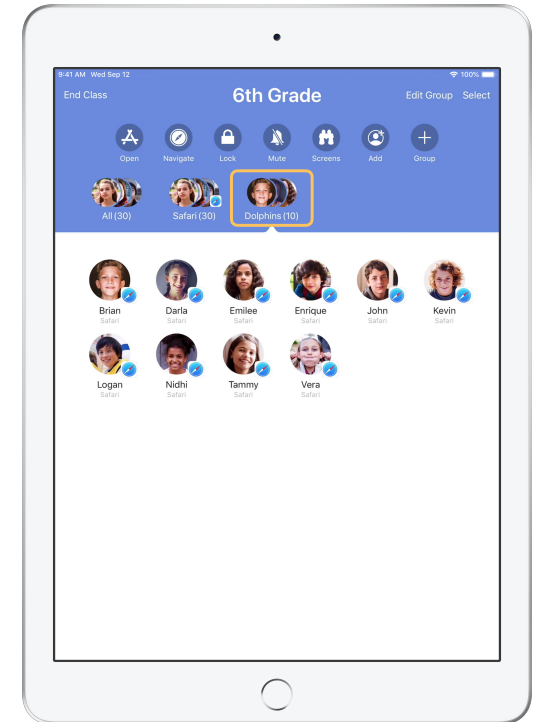 9:41 AM Wed Sep 12 100%
End Class 6th Grade Edit Group Select
Open Navigate Lock Mute Screens Add Group
All (30) Safari (30) Dolphins (10)
Brian Darla Emilee Enrique John Kevin
Safari Safari Safari Safari Safari Safari
Logan Nidhi Tammy Vera
Safari Safari Safari Safari